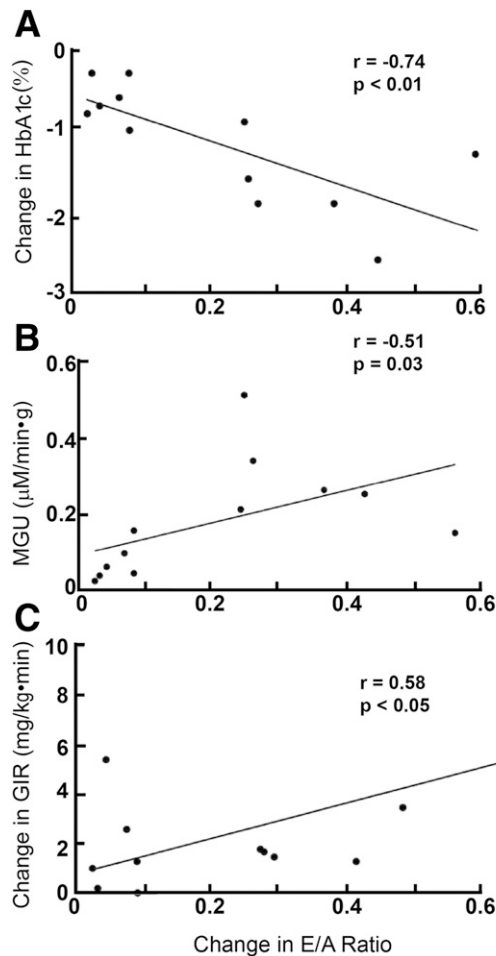 A
0
-1
-2
-3
Change in HbA1c(%)
r = -0.74
p < 0.01
0 0.2 0.4 0.6
B
0.6
0.4
0.2
0
MGU (μM/min•g)
r = -0.51
p = 0.03
0 0.2 0.4 0.6
C
10
8
6
4
2
0
Change in GIR (mg/kg•min)
r = 0.58
p < 0.05
0 0.2 0.4 0.6
Change in E/A Ratio